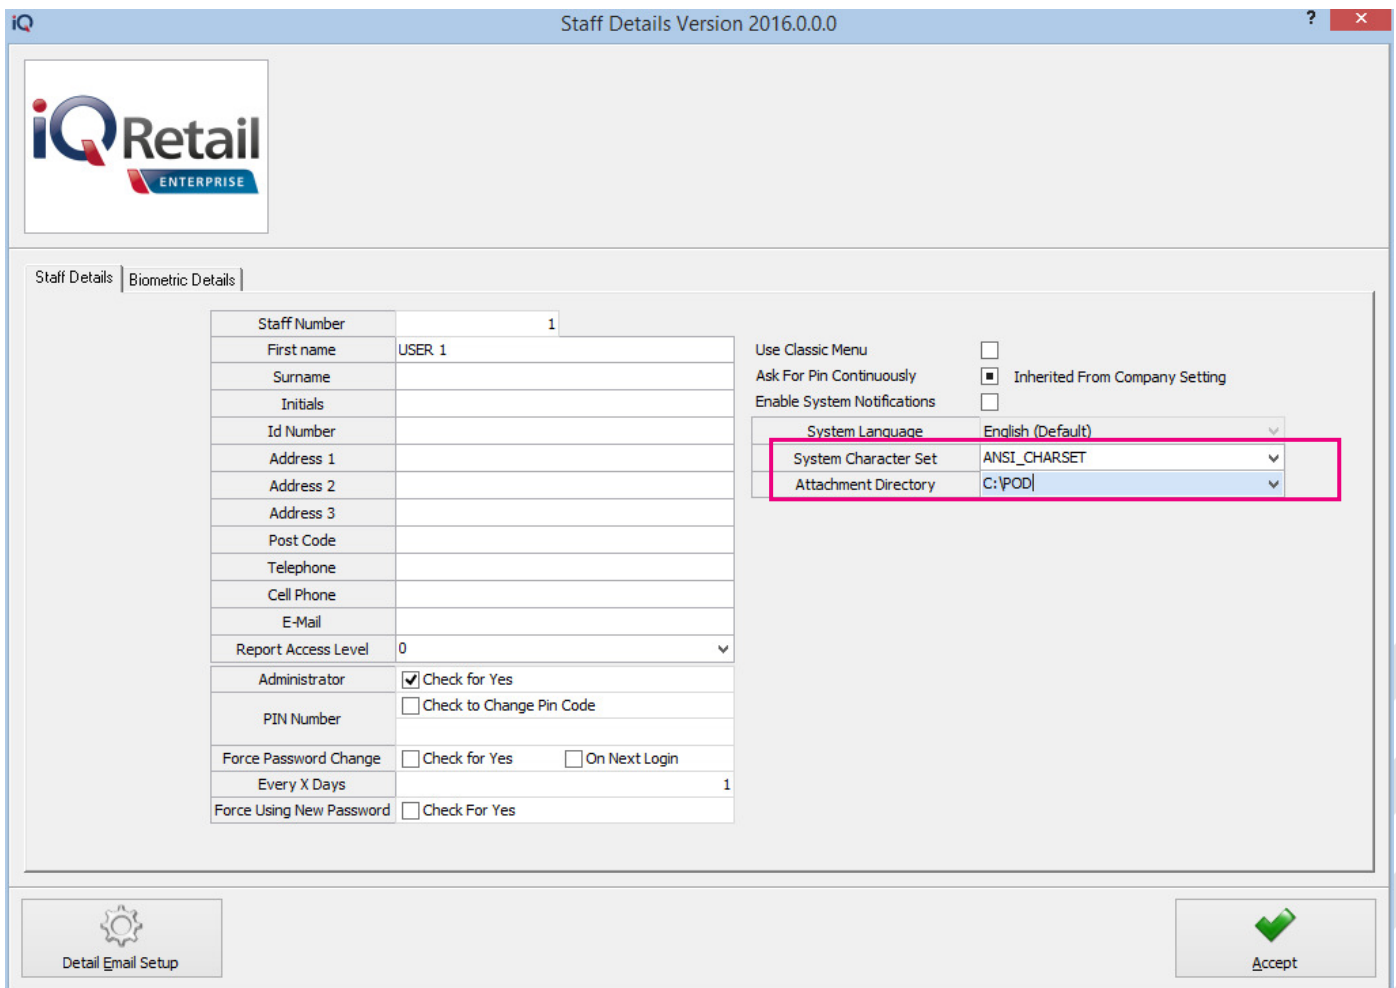 iQ
Staff Details Version 2016.0.0.0
?
iQ Retail
ENTERPRISE
Staff Details
Biometric Details
Staff Number 1
First name USER 1
Surname
Initials
Id Number
Address 1
Address 2
Address 3
Post Code
Telephone
Cell Phone
E-Mail
Report Access Level 0
Administrator Check for Yes
PIN Number Check to Change Pin Code
Force Password Change Check for Yes On Next Login
Every X Days 1
Force Using New Password Check For Yes
Use Classic Menu
Ask For Pin Continuously Inherited From Company Setting
Enable System Notifications
System Language English (Default)
System Character Set ANSI_CHARSET
Attachment Directory C:\POD
Detail Email Setup
Accept